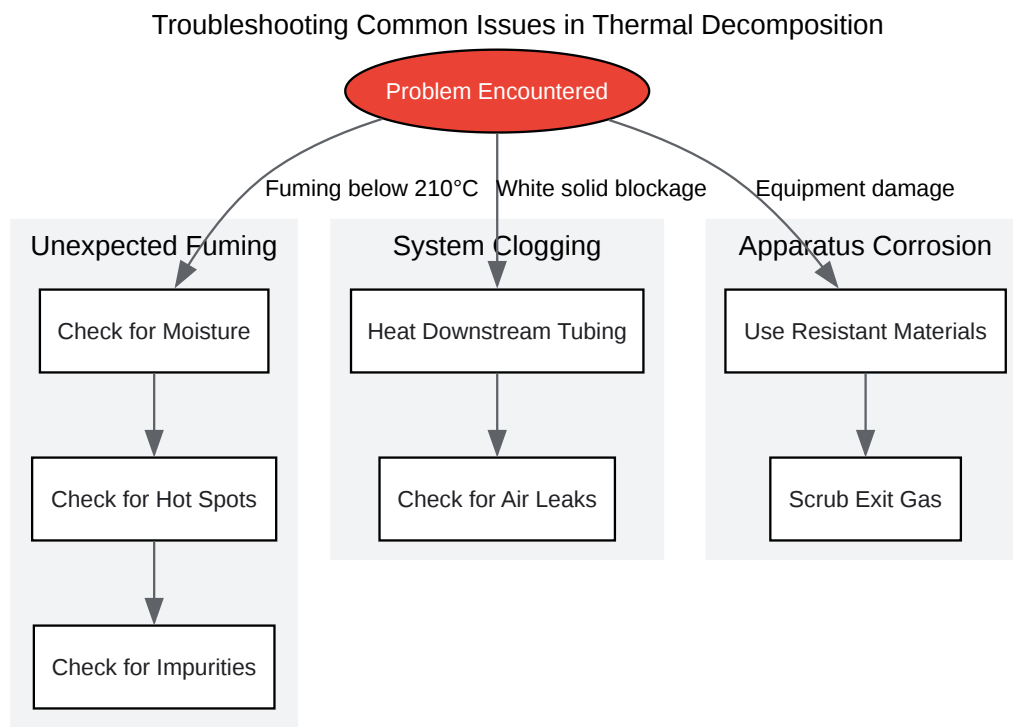 Troubleshooting Common Issues in Thermal Decomposition
Problem Encountered
Fuming below 210°C
White solid blockage
Equipment damage
Unexpected Fuming
System Clogging
Apparatus Corrosion
Check for Moisture
Heat Downstream Tubing
Use Resistant Materials
Check for Hot Spots
Check for Air Leaks
Scrub Exit Gas
Check for Impurities